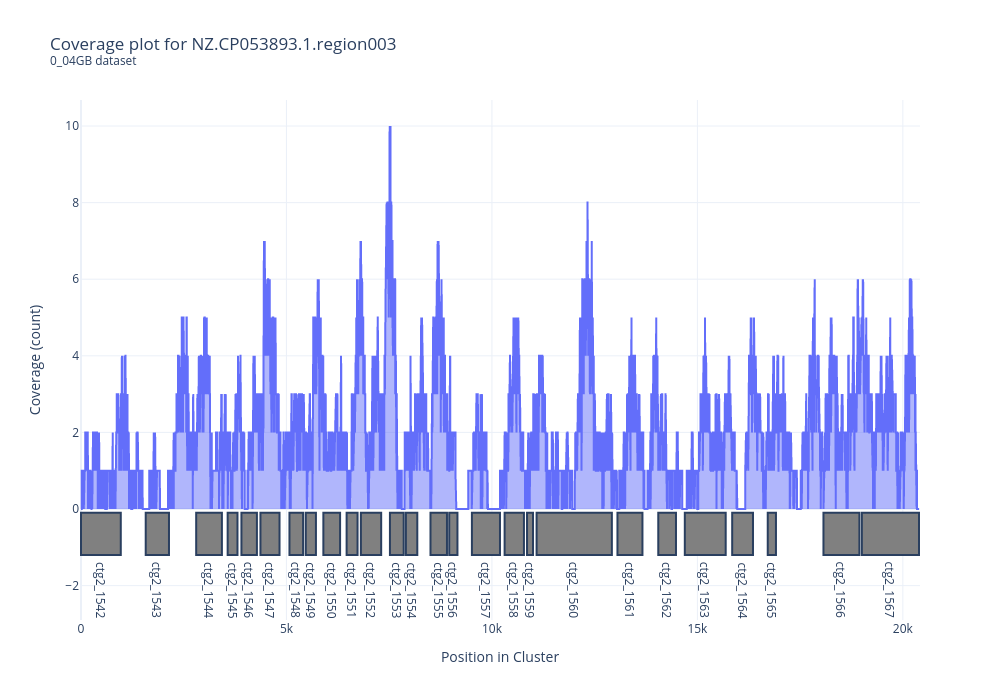 Coverage plot for NZ.CP053893.1.region003
0_04GB dataset
10
8
6
4
2
0
−2
Coverage (count)
ctg2_1542
ctg2_1543
ctg2_1544
ctg2_1545
ctg2_1546
ctg2_1547
ctg2_1548
ctg2_1549
ctg2_1550
ctg2_1551
ctg2_1552
ctg2_1553
ctg2_1554
ctg2_1555
ctg2_1556
ctg2_1557
ctg2_1558
ctg2_1559
ctg2_1560
ctg2_1561
ctg2_1562
ctg2_1563
ctg2_1564
ctg2_1565
ctg2_1566
ctg2_1567
0 5k 10k 15k 20k
Position in Cluster